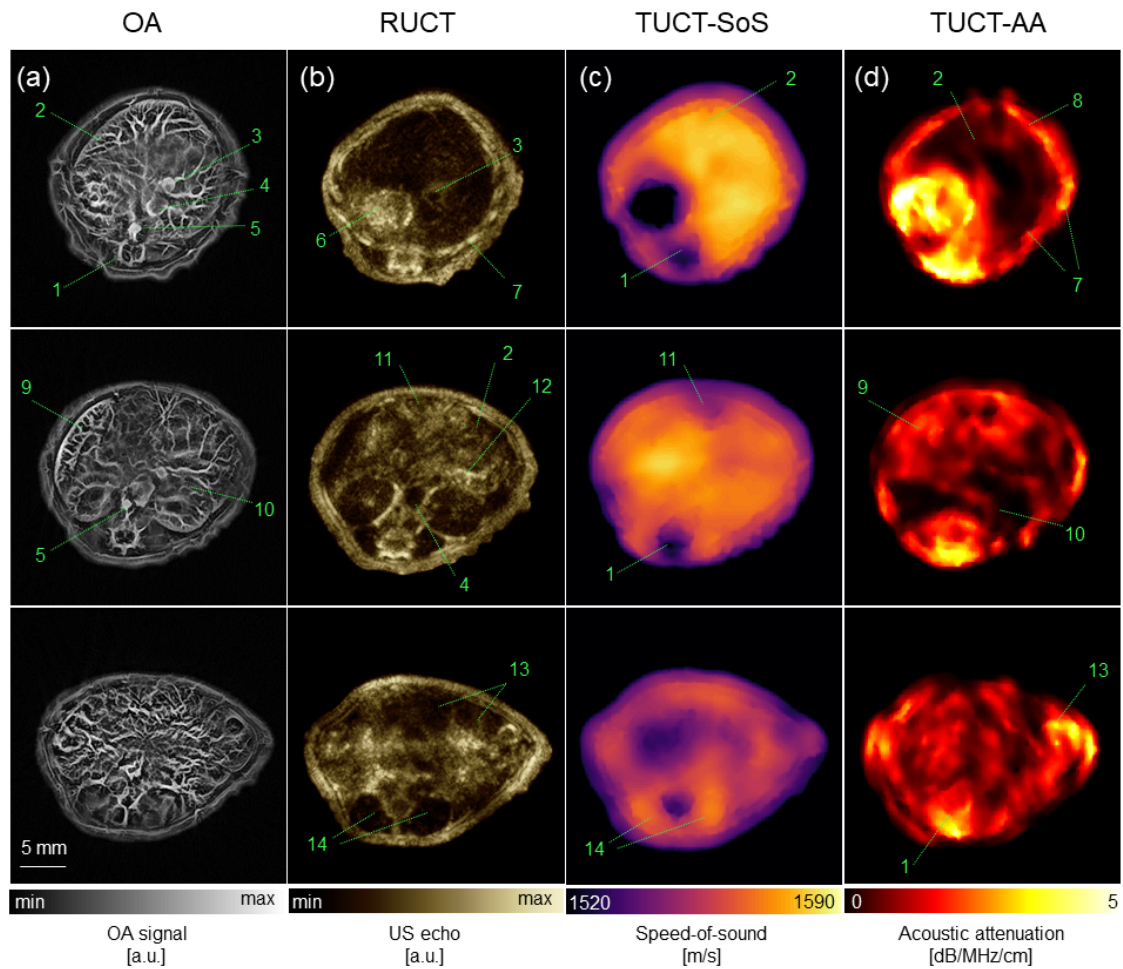 OA RUCT TUCT-SoS TUCT-AA
(a) (b) (c) (d)
2 2 2 8
3 3
4
5 6 1 7
1 7
11 2 11
9 12 9
10 10
5 4 1
13 13
14 14 1
5 mm
min max min max 1520 1590 0 5
OA signal US echo Speed-of-sound Acoustic attenuation
[a.u.] [a.u.] [m/s] [dB/MHz/cm]